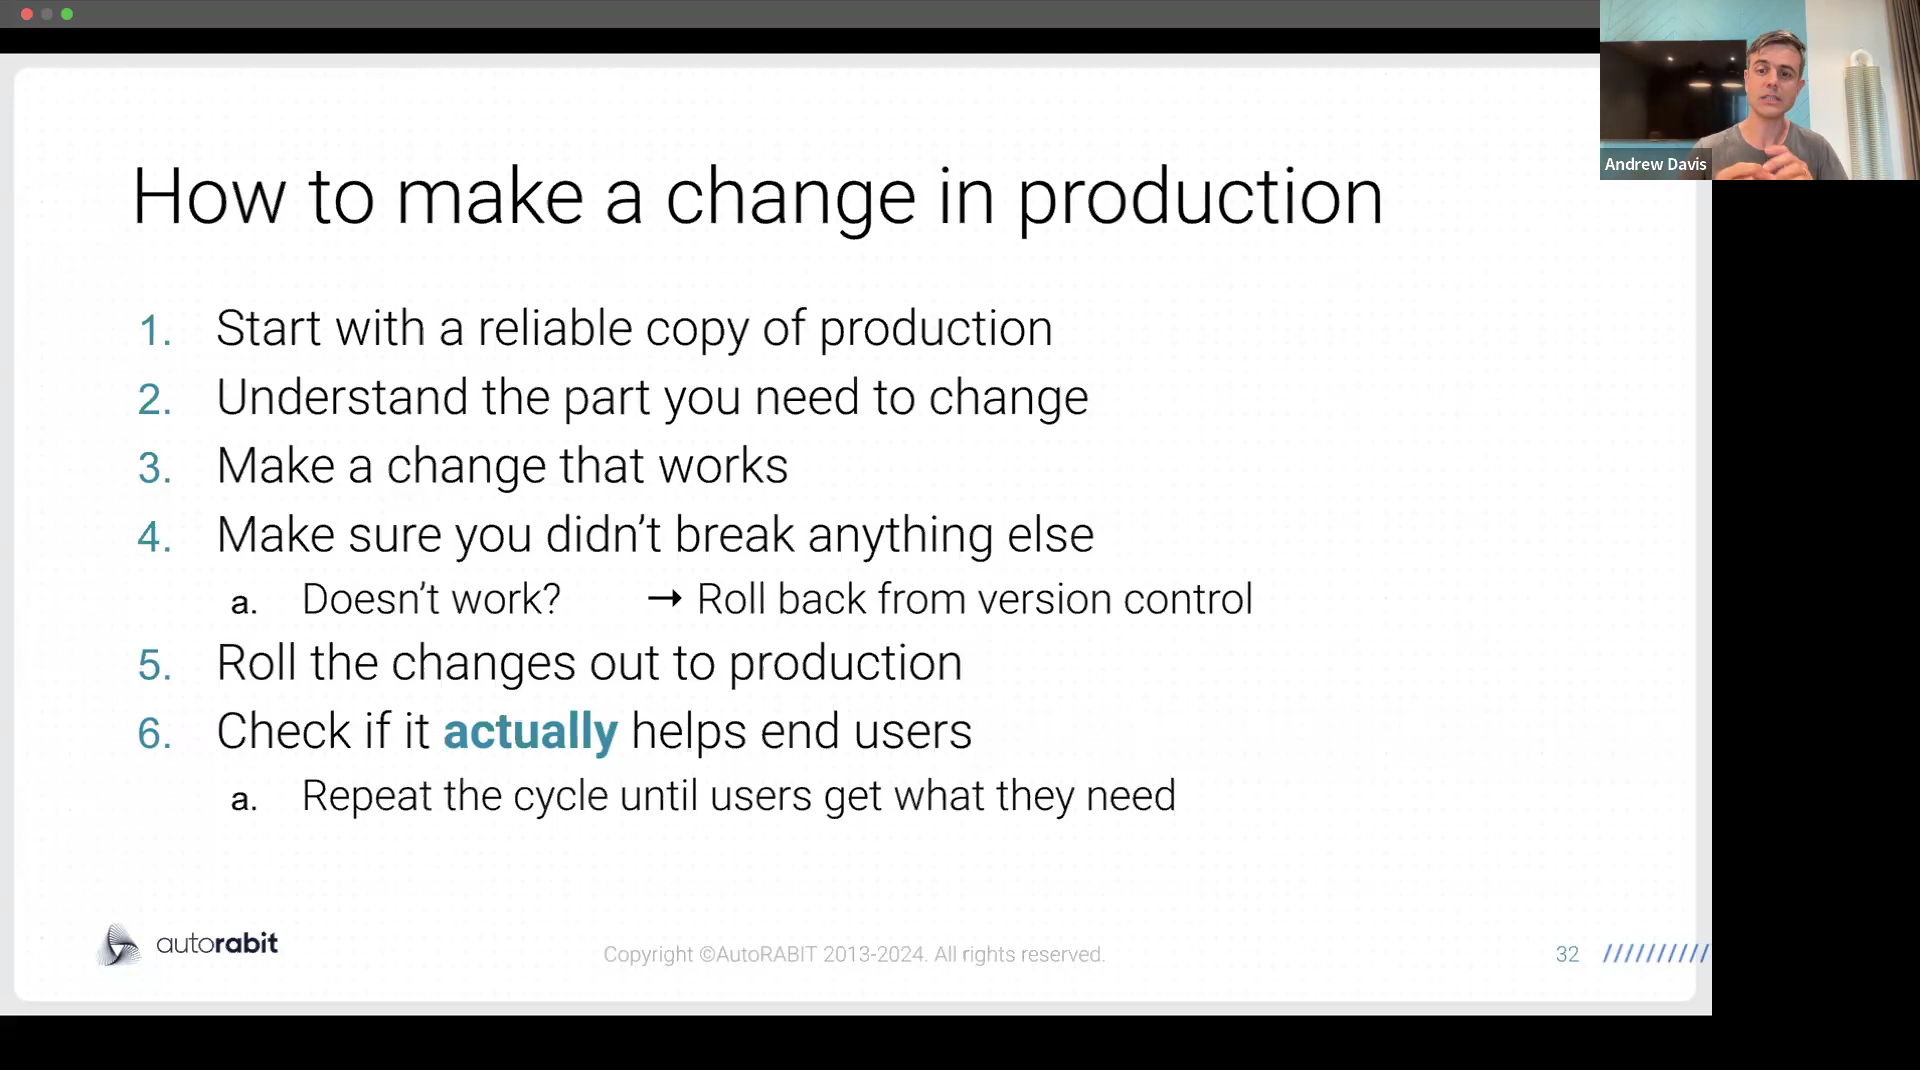 Andrew Davis
How to make a change in production
1. Start with a reliable copy of production
2. Understand the part you need to change
3. Make a change that works
4. Make sure you didn’t break anything else
a. Doesn’t work? → Roll back from version control
5. Roll the changes out to production
6. Check if it actually helps end users
a. Repeat the cycle until users get what they need
autorabit
Copyright ©AutoRABIT 2013-2024. All rights reserved.
32 //////////